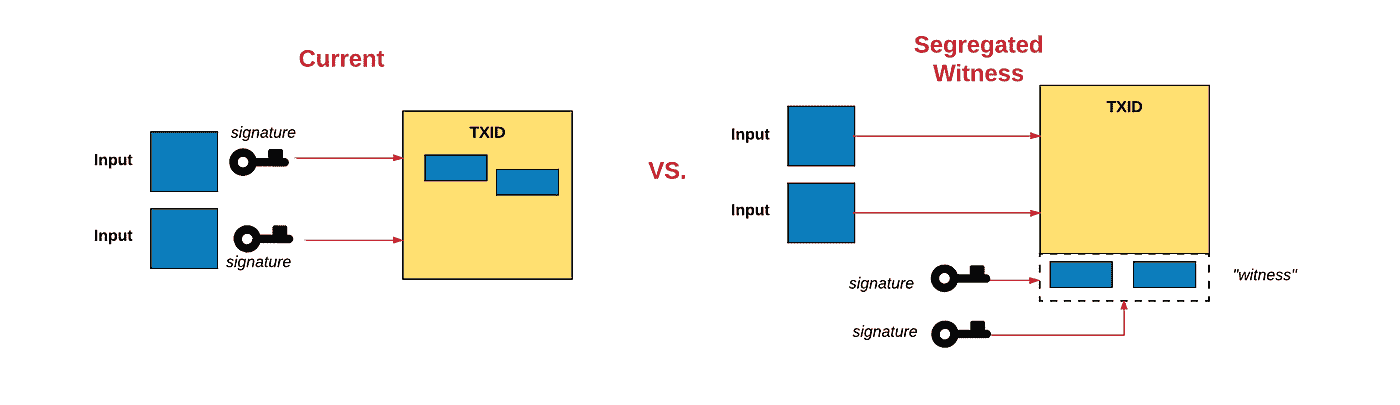 Current
signature
Input
TXID
Input
signature
VS.
Segregated
Witness
TXID
Input
Input
signature
"witness"
signature